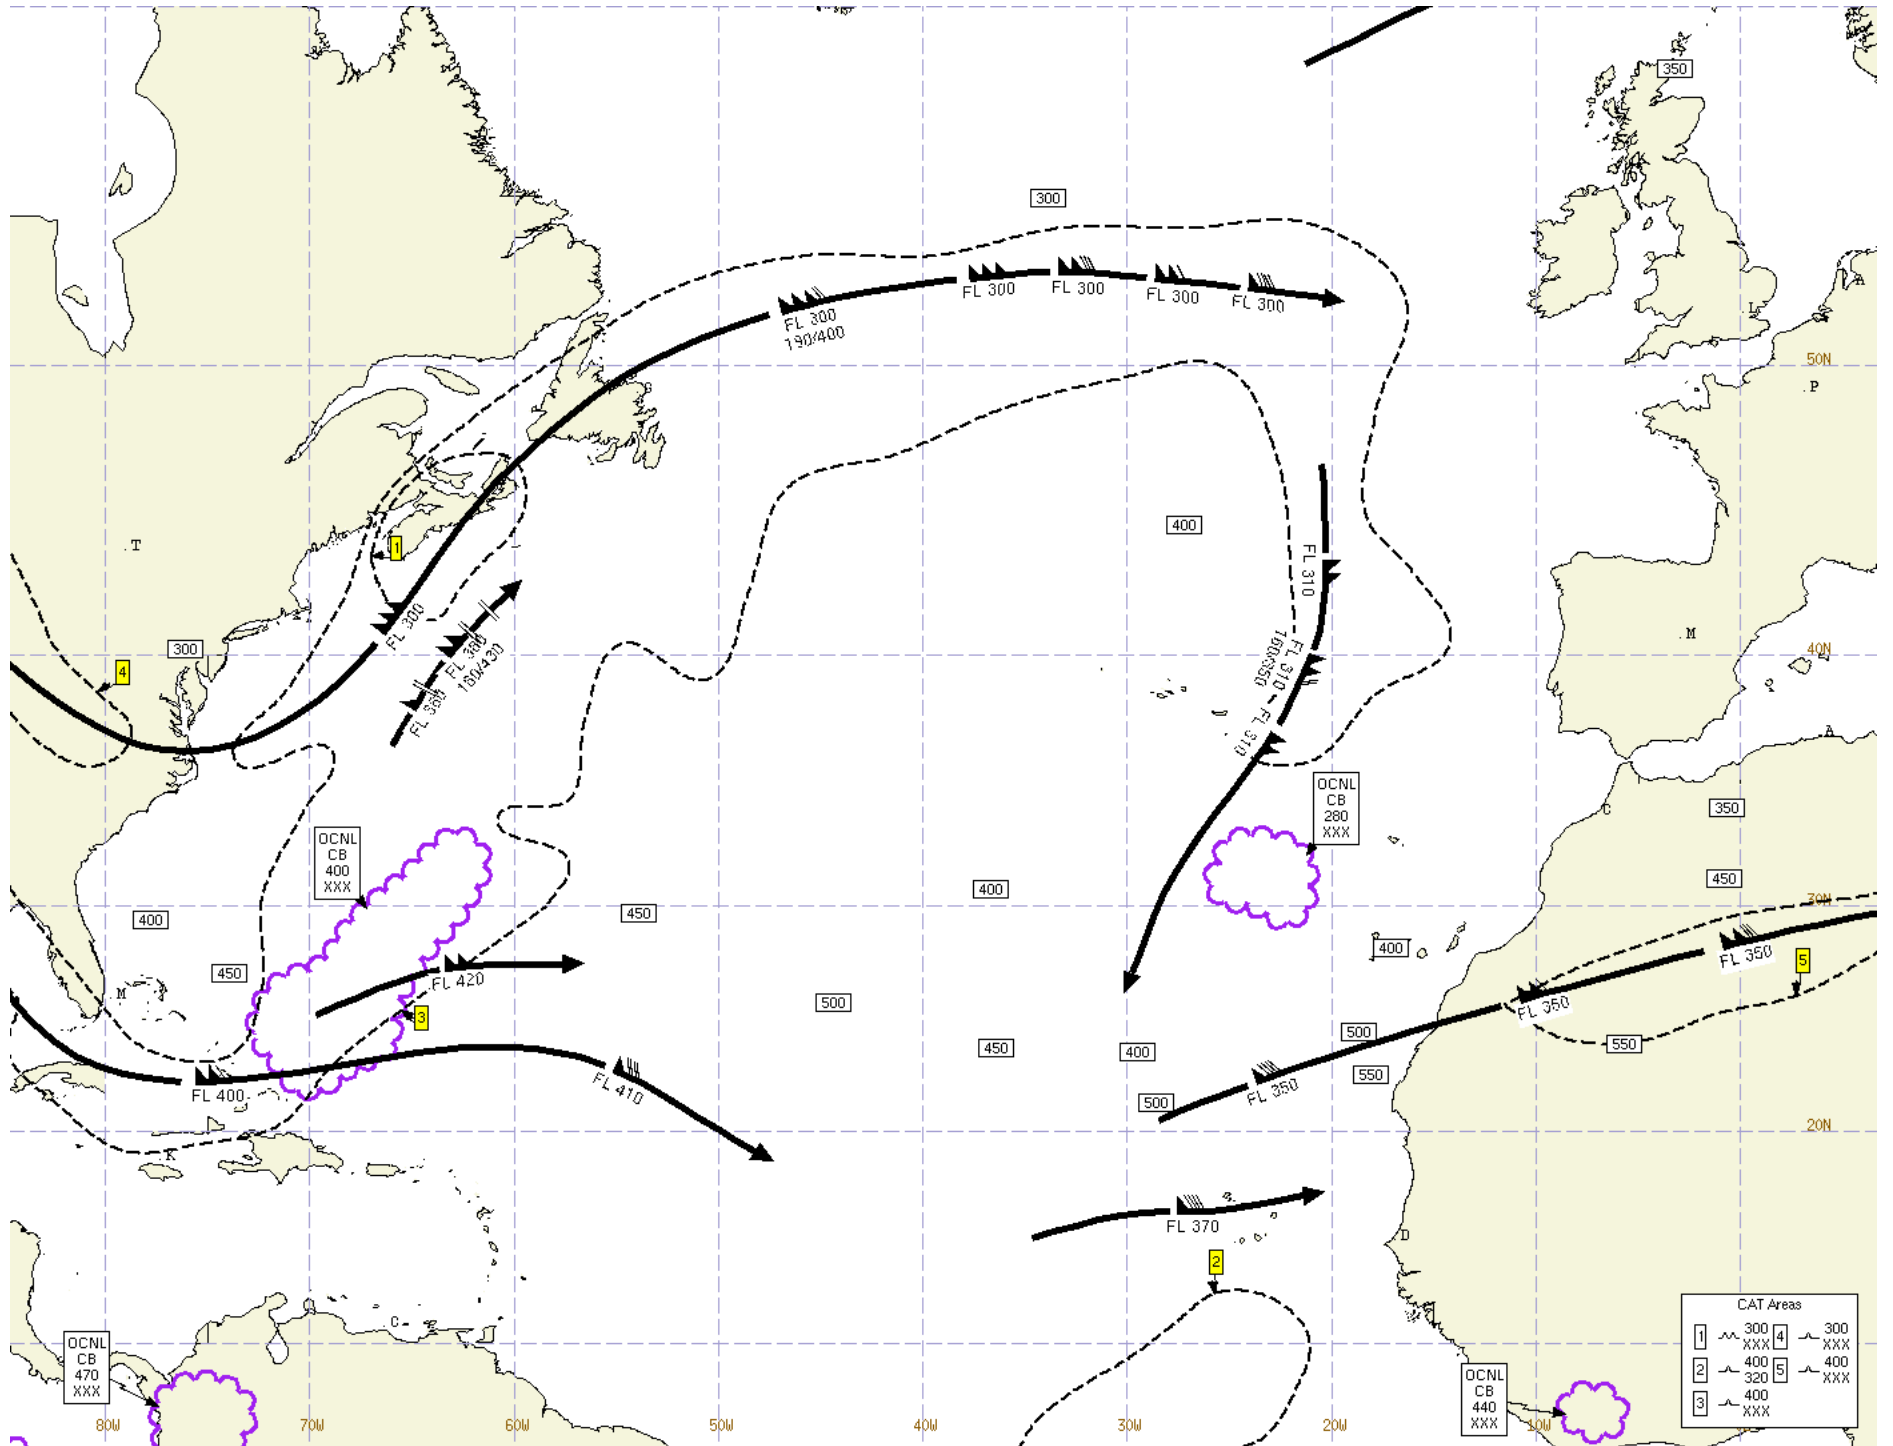 350
300
FL 300
FL 300
FL 300
FL 300
FL 300
190/400
L
A
50N
P
S
400
T
1
FL 310
FL 300
FL 380
160/430
FL 380
300
4
M
40N
FL 310
160/350
FL 310
A
OCNL
CB
280
XXX
350
C
OCNL
CB
400
XXX
450
400
30N
400
450
400
FL 350
5
450
FL 420
M
3
500
FL 350
500
550
450
400
550
FL 400
FL 410
500
FL 350
20N
K
FL 370
D
2
C
CAT Areas
1 300 XXX 4 300 XXX
2 400 320 5 400 XXX
3 400 XXX
OCNL
CB
470
XXX
OCNL
CB
440
XXX
80W 70W 60W 50W 40W 30W 20W 10W